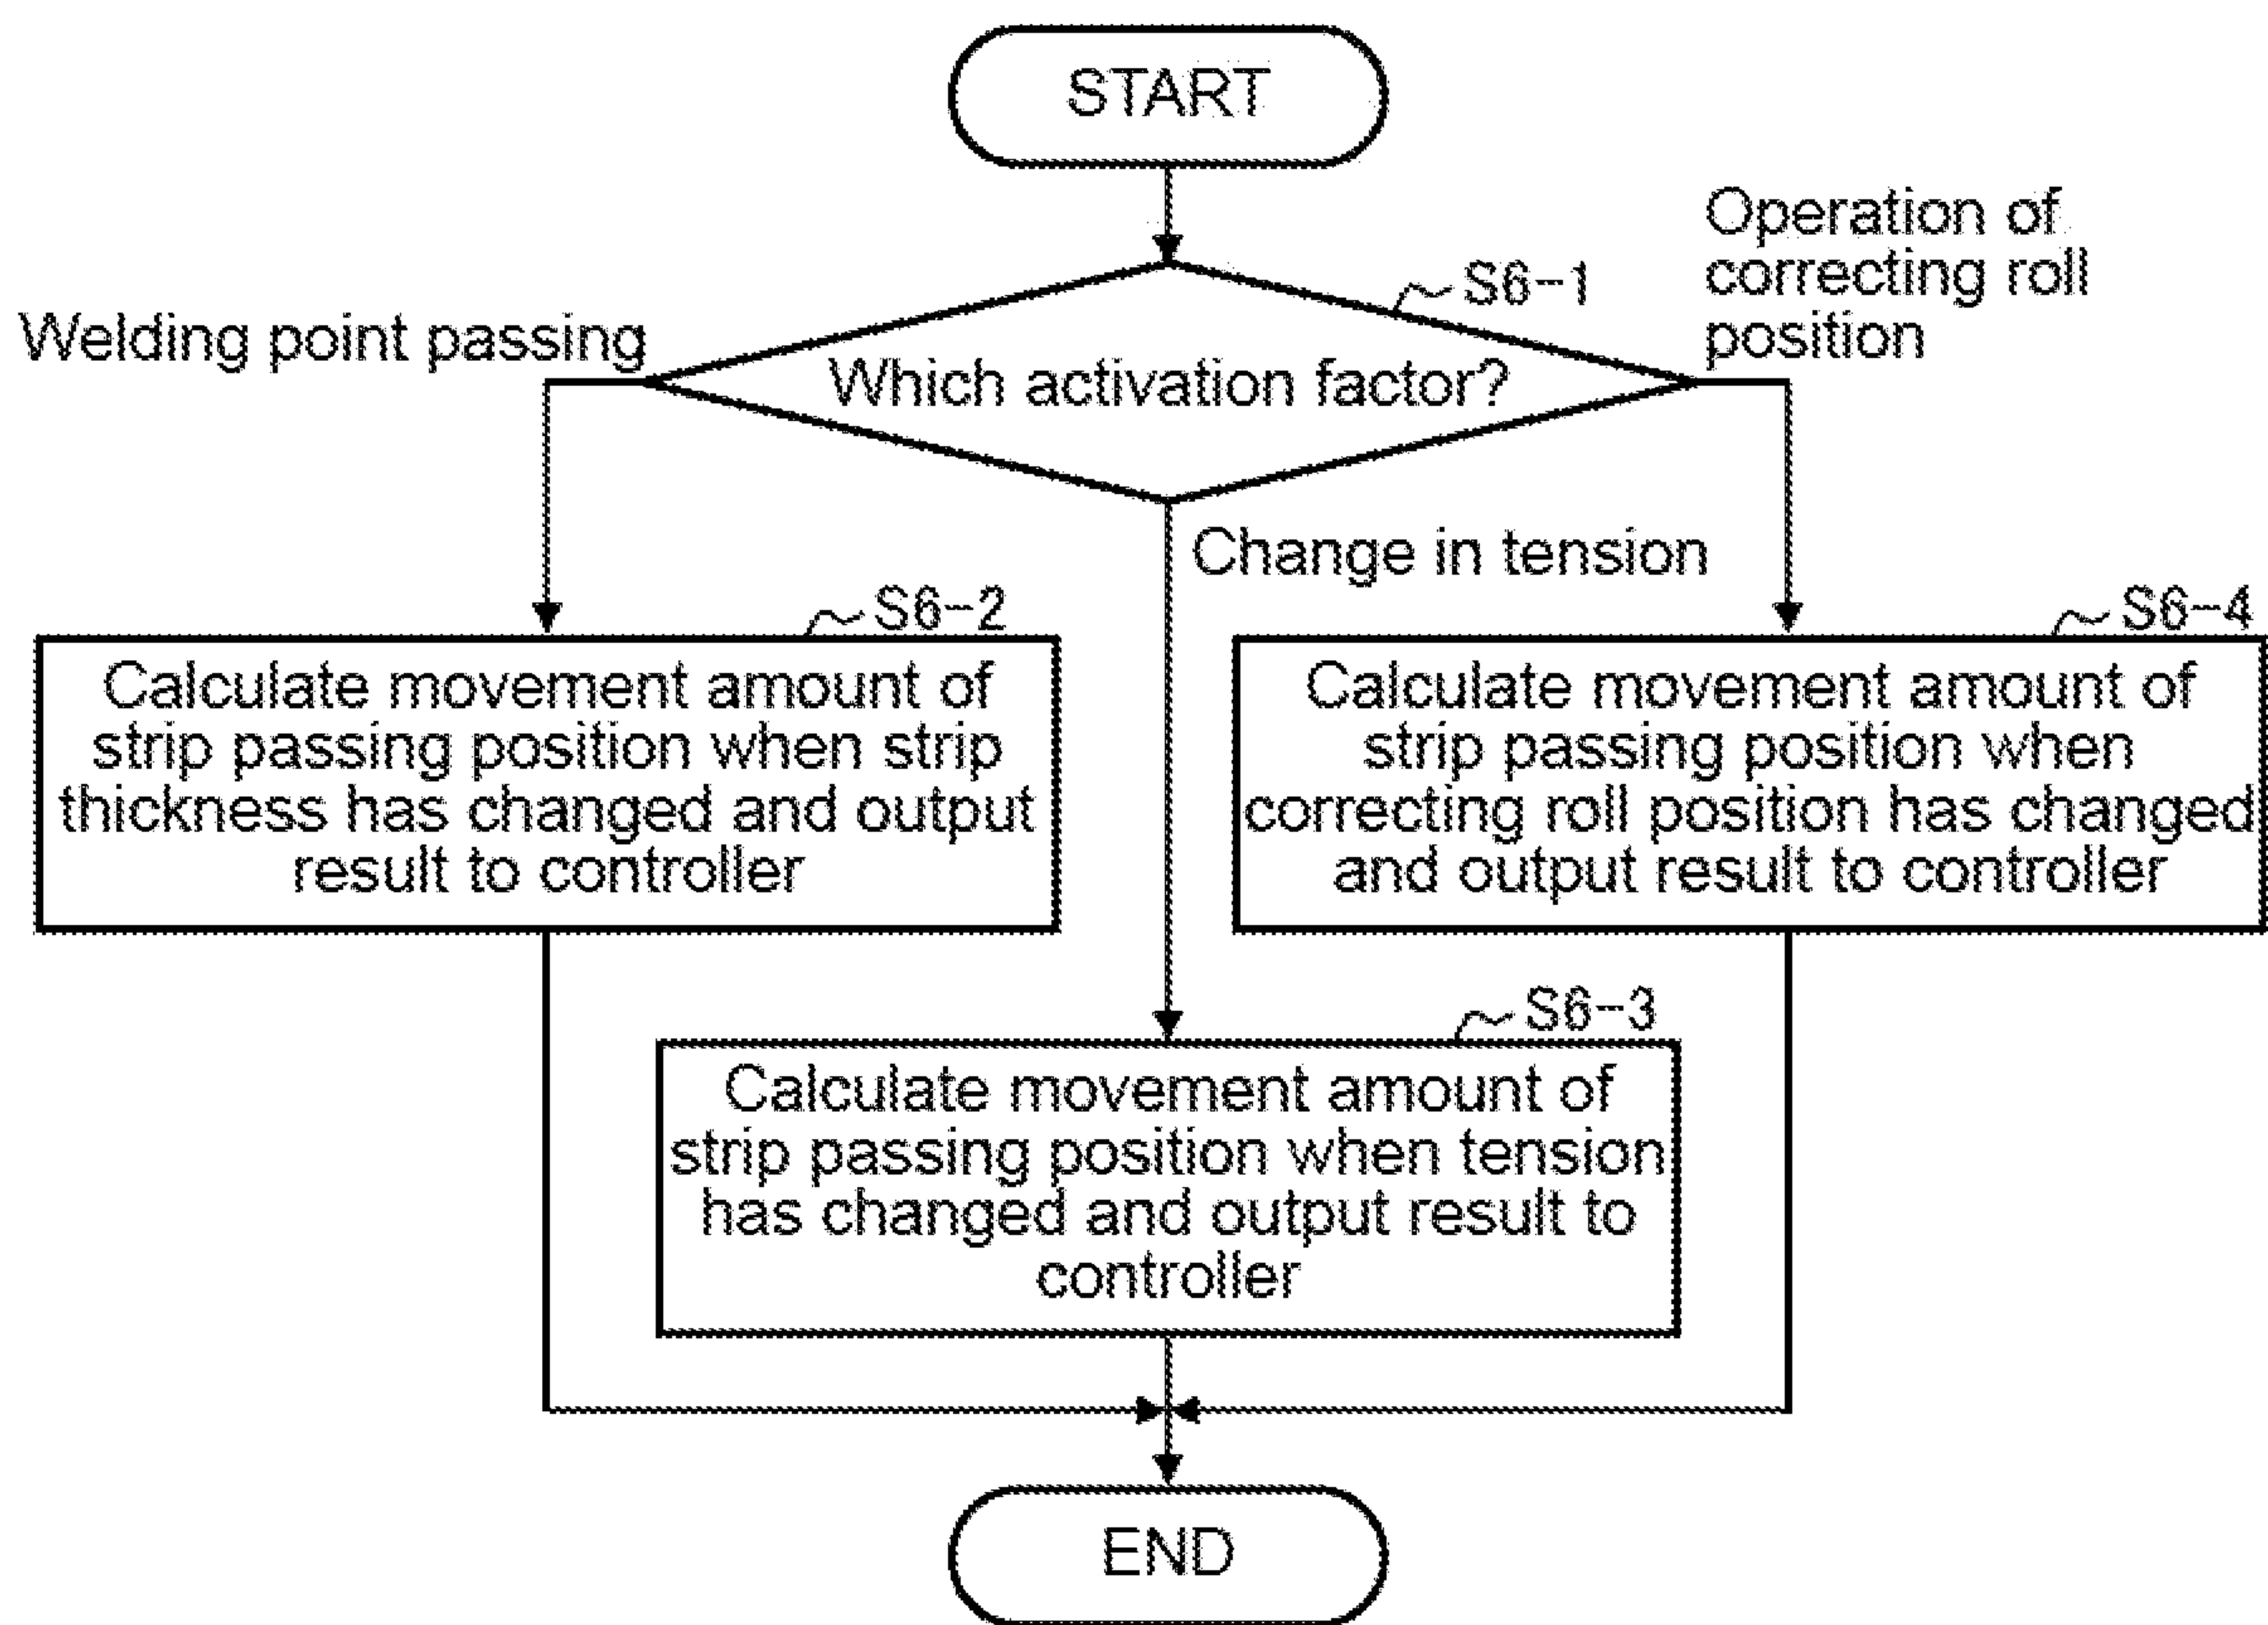 START
Operation of
correcting roll
position
S6-1
Welding point passing
Which activation factor?
Change in tension
S6-2
Calculate movement amount of
strip passing position when strip
thickness has changed and output
result to controller
S6-4
Calculate movement amount of
strip passing position when
correcting roll position has changed
and output result to controller
S6-3
Calculate movement amount of
strip passing position when tension
has changed and output result to
controller
END